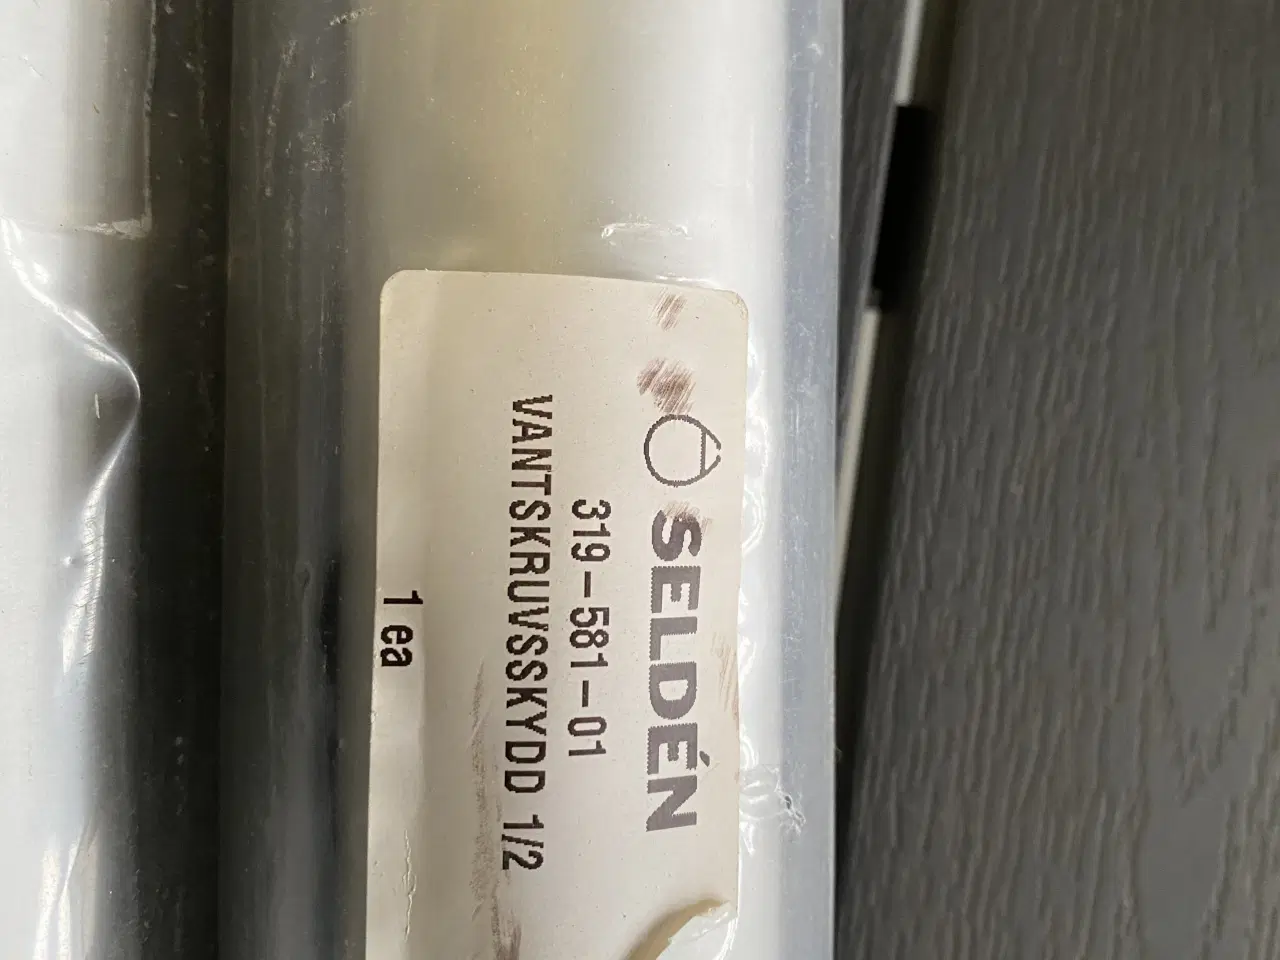 SELDÉN
319-581-01
VANTSKRUVSSKYDD 1/2
1 ea